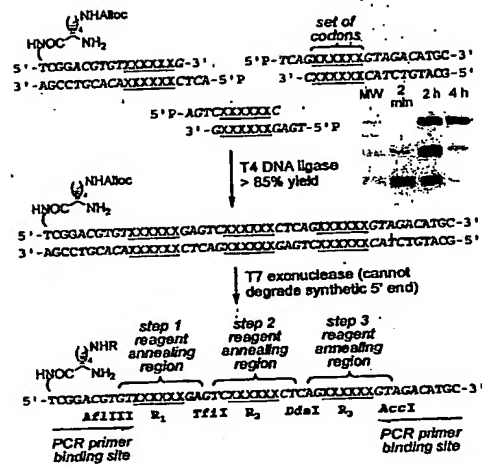 NHAlloc
4
HNOC NH₂
set of
codons
5'-TCGGACGTGTXXXXXXG-3'
3'-AGCCTGCACAXXXXXXCTCA-5'P
5'P-TCAGXXXXXXGTAGACATGC-3'
3'-CXXXXXXCATCTGTACG-5'
5'P-AGTCXXXXXXC
3'-GXXXXXXGAGT-5'P
MW 2 min 2 h 4 h
T4 DNA ligase
> 85% yield
NHAlloc
4
HNOC NH₂
5'-TCGGACGTGTXXXXXXGAGTCXXXXXXCTCAGXXXXXXGTAGACATGC-3'
3'-AGCCTGCACAXXXXXXCTCAGXXXXXXGAGTCXXXXXXCATCTGTACG-5'
T7 exonuclease (cannot
degrade synthetic 5' end)
NHR
4
HNOC NH₂
step 1
reagent
annealing
region
step 2
reagent
annealing
region
step 3
reagent
annealing
region
5'-TCGGACGTGTXXXXXXGAGTCXXXXXXCTCAGXXXXXXGTAGACATGC-3'
AflIII R₁ TfiI R₂ DdeI R₃ AccI
PCR primer
binding site
PCR primer
binding site